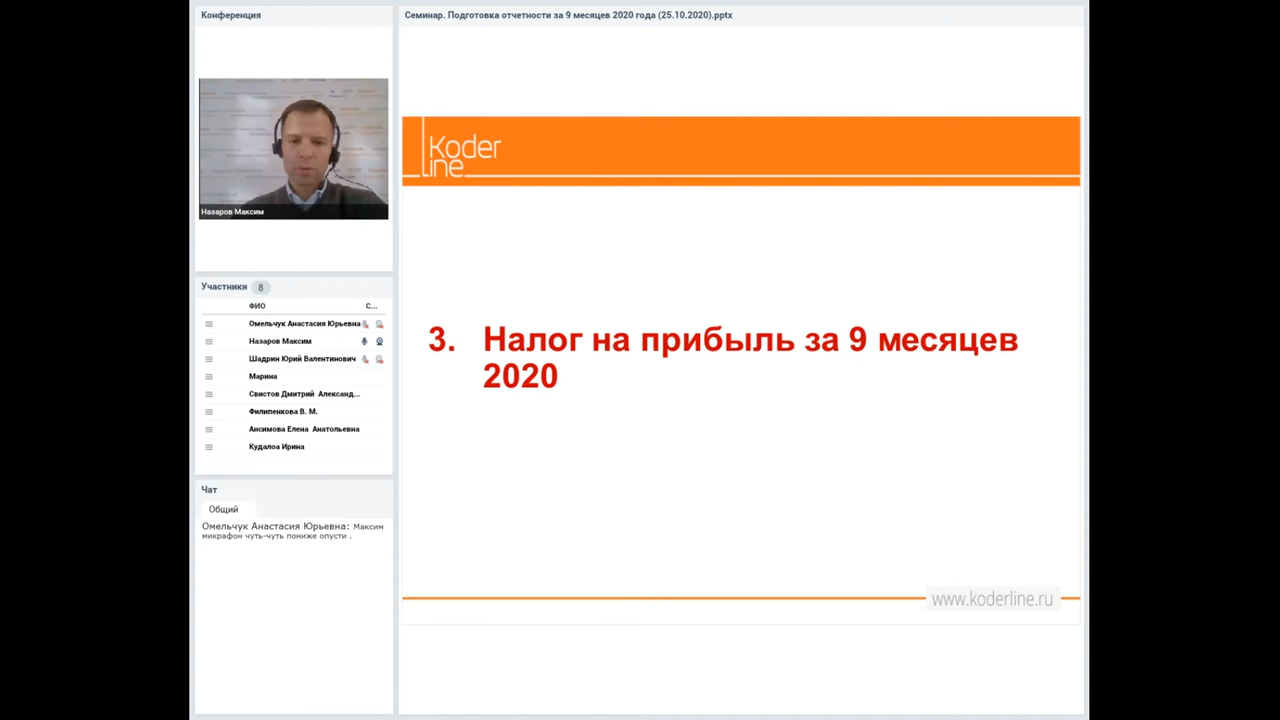 Конференция
Назаров Максим
Участники 8
ФИО С...
Омельчук Анастасия Юрьевна
Назаров Максим
Шадрин Юрий Валентинович
Марина
Свистов Дмитрий Александ...
Филипенкова В. М.
Ансимова Елена Анатольевна
Кудалоа Ирина
Чат
Общий
Омельчук Анастасия Юрьевна: Максим
микрофон чуть-чуть пониже опусти .
Семинар. Подготовка отчетности за 9 месяцев 2020 года (25.10.2020).pptx
Koder
line
3. Налог на прибыль за 9 месяцев
2020
www.koderline.ru